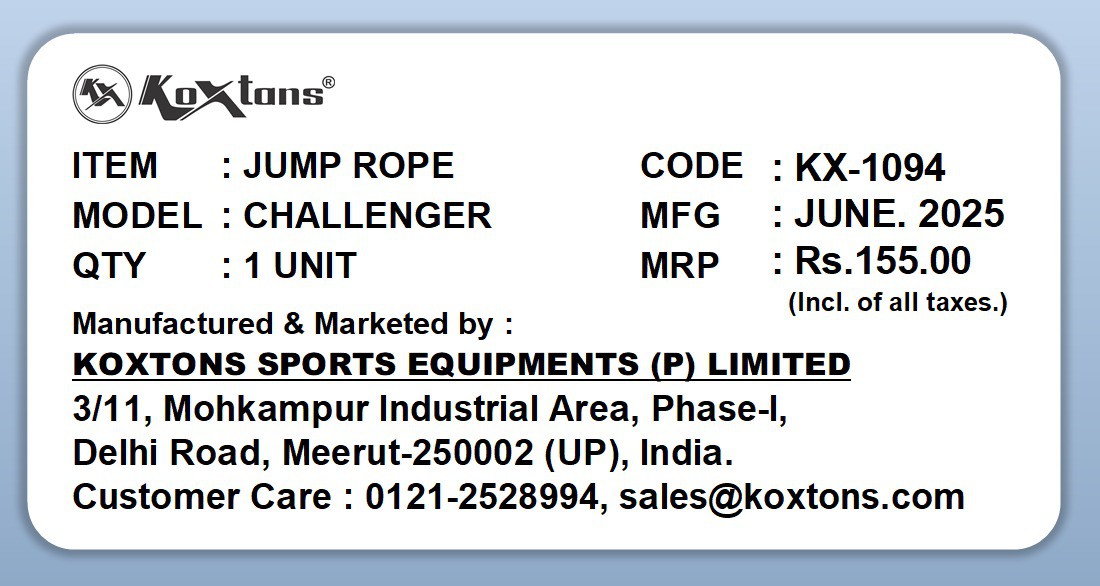 KX Koxtans®
ITEM : JUMP ROPE
CODE : KX-1094
MODEL : CHALLENGER
MFG : JUNE. 2025
QTY : 1 UNIT
MRP : Rs.155.00
(Incl. of all taxes.)
Manufactured & Marketed by :
KOXTONS SPORTS EQUIPMENTS (P) LIMITED
3/11, Mohkampur Industrial Area, Phase-I,
Delhi Road, Meerut-250002 (UP), India.
Customer Care : 0121-2528994, sales@koxtons.com